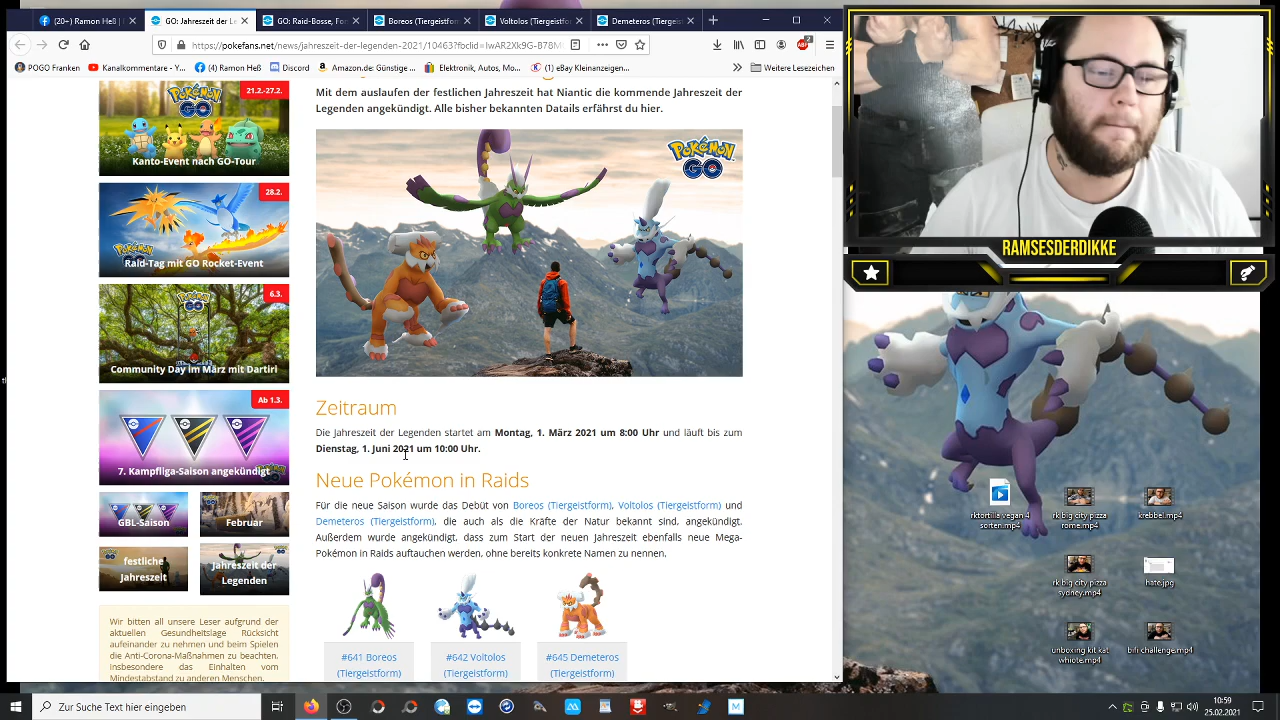 (4) Ramon Heß |
GO: Jahreszeit der Le
GO: Raid-Bosse, For
Boreos (Tiergeistfor
Voltolos (Tiergeistfor
Demeteros (Tiergeist
https://pokefans.net/news/jahreszeit-der-legenden-2021/10463?
POGO Franken
Kanalkommentare - Y...
(4) Ramon Heß
Discord
Amazon.de: Günstige ...
Elektronik, Autos, Mo...
(1) eBay Kleinanzeigen...
Weitere Lesezeichen
21.2.-27.2.
Kanto-Event nach GO-Tour
28.2.
Raid-Tag mit GO Rocket-Event
6.3.
Community Day im März mit Dartiri
Ab 1.3.
7. Kampfliga-Saison angekündigt
GBL-Saison
Februar
festliche
Jahreszeit
Jahreszeit der
Legenden
Wir bitten all unsere Leser aufgrund der
aktuellen Gesundheitslage Rücksicht
aufeinander zu nehmen und beim Spielen
die Anti-Corona-Maßnahmen zu beachten,
insbesondere das Einhalten vom
Mindestabstand zu anderen Menschen.
Mit dem auslaufen der festlichen Jahreszeit hat Niantic die kommende Jahreszeit der
Legenden angekündigt. Alle bisher bekannten Datails erfährst du hier.
POKÉMON
GO
Zeitraum
Die Jahreszeit der Legenden startet am Montag, 1. März 2021 um 8:00 Uhr und läuft bis zum
Dienstag, 1. Juni 2021 um 10:00 Uhr.
Neue Pokémon in Raids
Für die neue Saison wurde das Debüt von Boreos (Tiergeistform), Voltolos (Tiergeistform) und
Demeteros (Tiergeistform), die auch als die Kräfte der Natur bekannt sind, angekündigt.
Außerdem wurde angekündigt, dass zum Start der neuen Jahreszeit ebenfalls neue Mega-
Pokémon in Raids auftauchen werden, ohne bereits konkrete Namen zu nennen.
#641 Boreos
(Tiergeistform)
#642 Voltolos
(Tiergeistform)
#645 Demeteros
(Tiergeistform)
RAMSESDERDIKKE
rktortilla vegan 4
sorten.mp4
rk big city pizza
rome.mp4
krebbel.mp4
rk big city pizza
sydney.mp4
hate.jpg
unboxing kit kat
whiote.mp4
bifi challenge.mp4
Zur Suche Text hier eingeben
10:59
25.02.2021